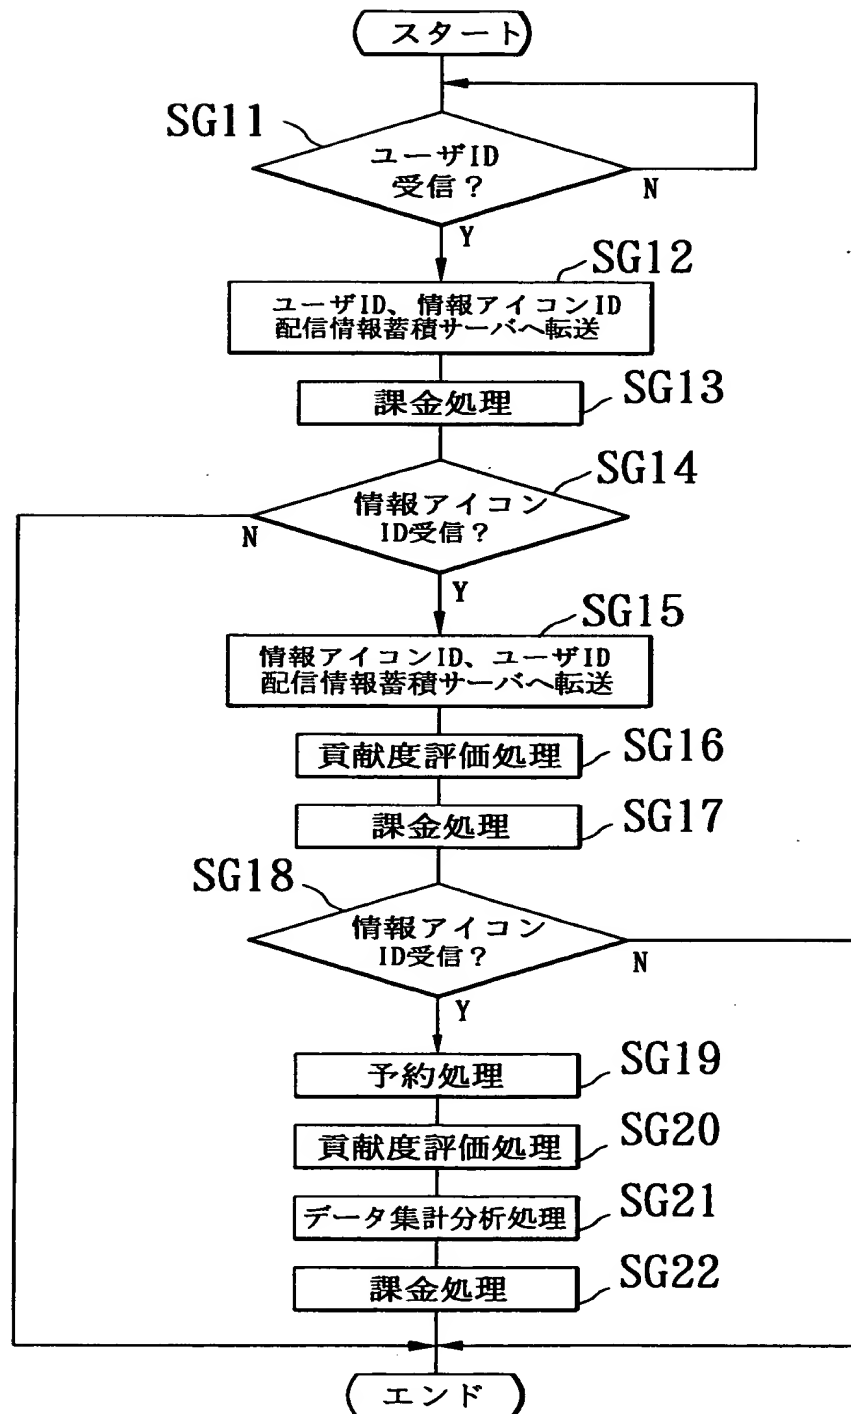 スタート
SG11
ユーザID
受信？
N
Y
SG12
ユーザID、情報アイコンID
配信情報蓄積サーバへ転送
SG13
課金処理
SG14
情報アイコン
ID受信？
N
Y
SG15
情報アイコンID、ユーザID
配信情報蓄積サーバへ転送
貢献度評価処理
SG16
課金処理
SG17
SG18
情報アイコン
ID受信？
N
Y
予約処理
SG19
貢献度評価処理
SG20
データ集計分析処理
SG21
課金処理
SG22
エンド